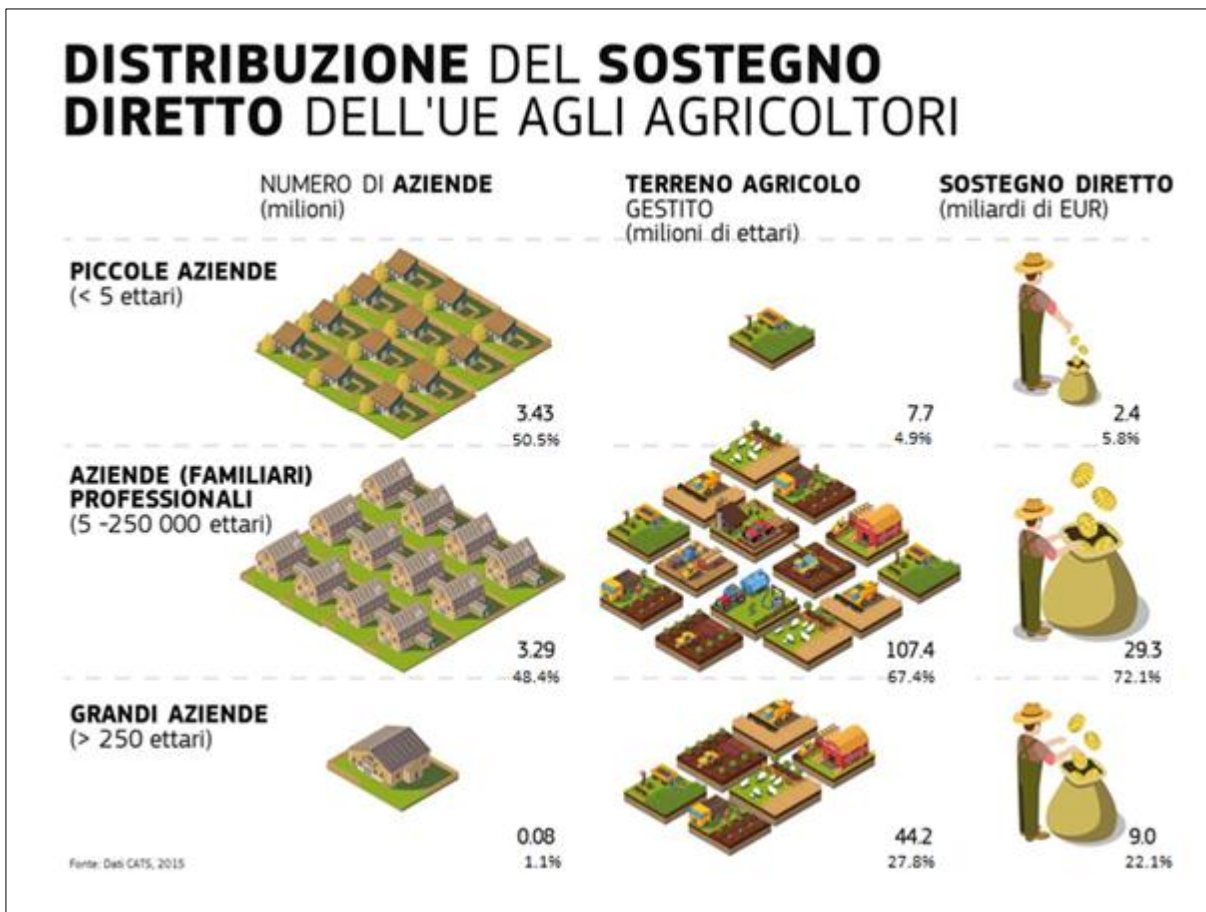 DISTRIBUZIONE DEL SOSTEGNO
DIRETTO DELL'UE AGLI AGRICOLTORI
NUMERO DI AZIENDE
(milioni)
TERRENO AGRICOLO
GESTITO
(milioni di ettari)
SOSTEGNO DIRETTO
(miliardi di EUR)
PICCOLE AZIENDE
(< 5 ettari)
3.43
50.5%
7.7
4.9%
2.4
5.8%
AZIENDE (FAMILIARI)
PROFESSIONALI
(5 -250 000 ettari)
3.29
48.4%
107.4
67.4%
29.3
72.1%
GRANDI AZIENDE
(> 250 ettari)
0.08
1.1%
44.2
27.8%
9.0
22.1%
Fonte: Dati CATS, 2015